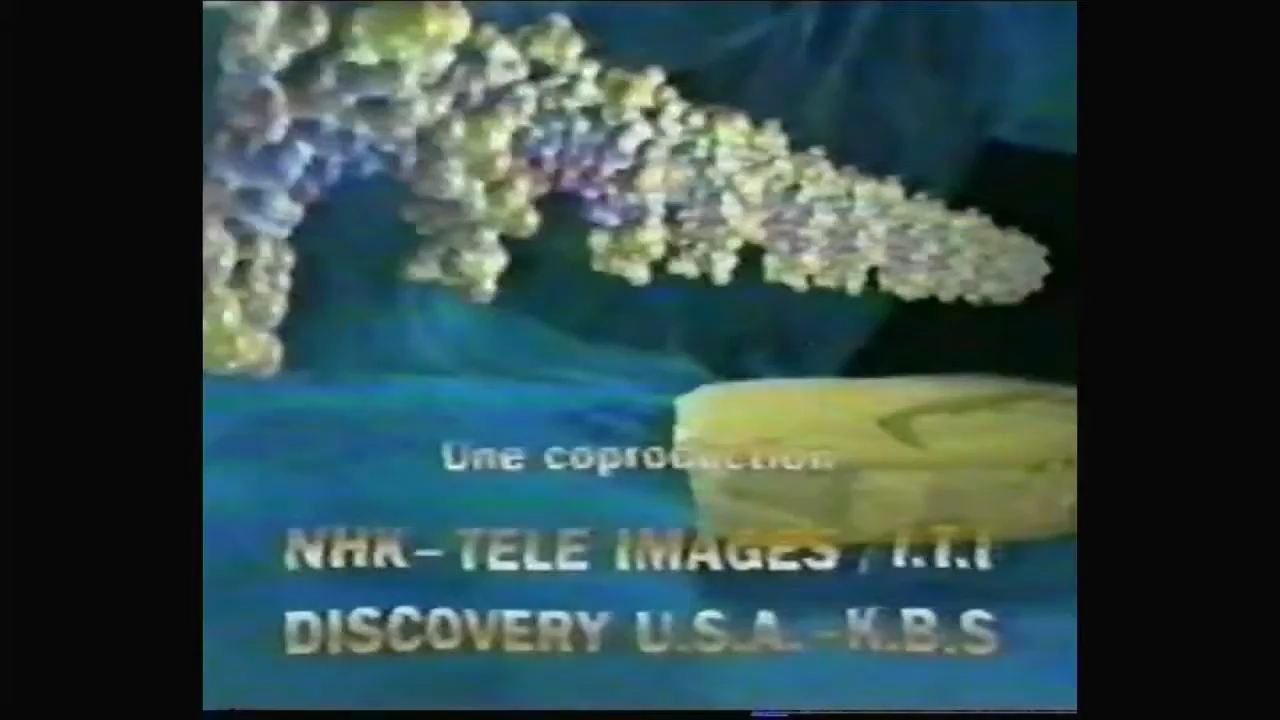 Une coproduction
NHK- TELE IMAGES / I.T.I
DISCOVERY U.S.A. -K.B.S